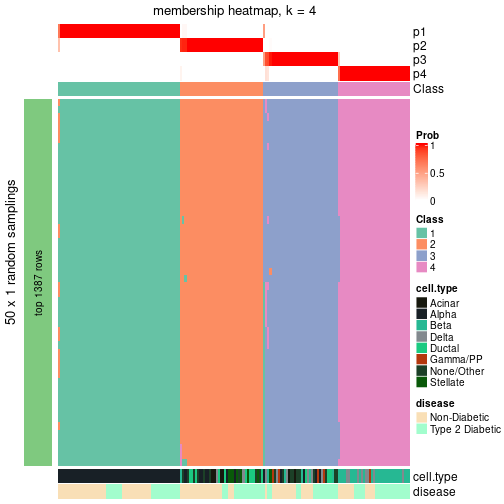 membership heatmap, k = 4
p1
p2
p3
p4
Class
50 x 1 random samplings
top 1387 rows
Prob
1
0.5
0
Class
1
2
3
4
cell.type
Acinar
Alpha
Beta
Delta
Ductal
Gamma/PP
None/Other
Stellate
disease
Non-Diabetic
Type 2 Diabetic
cell.type
disease